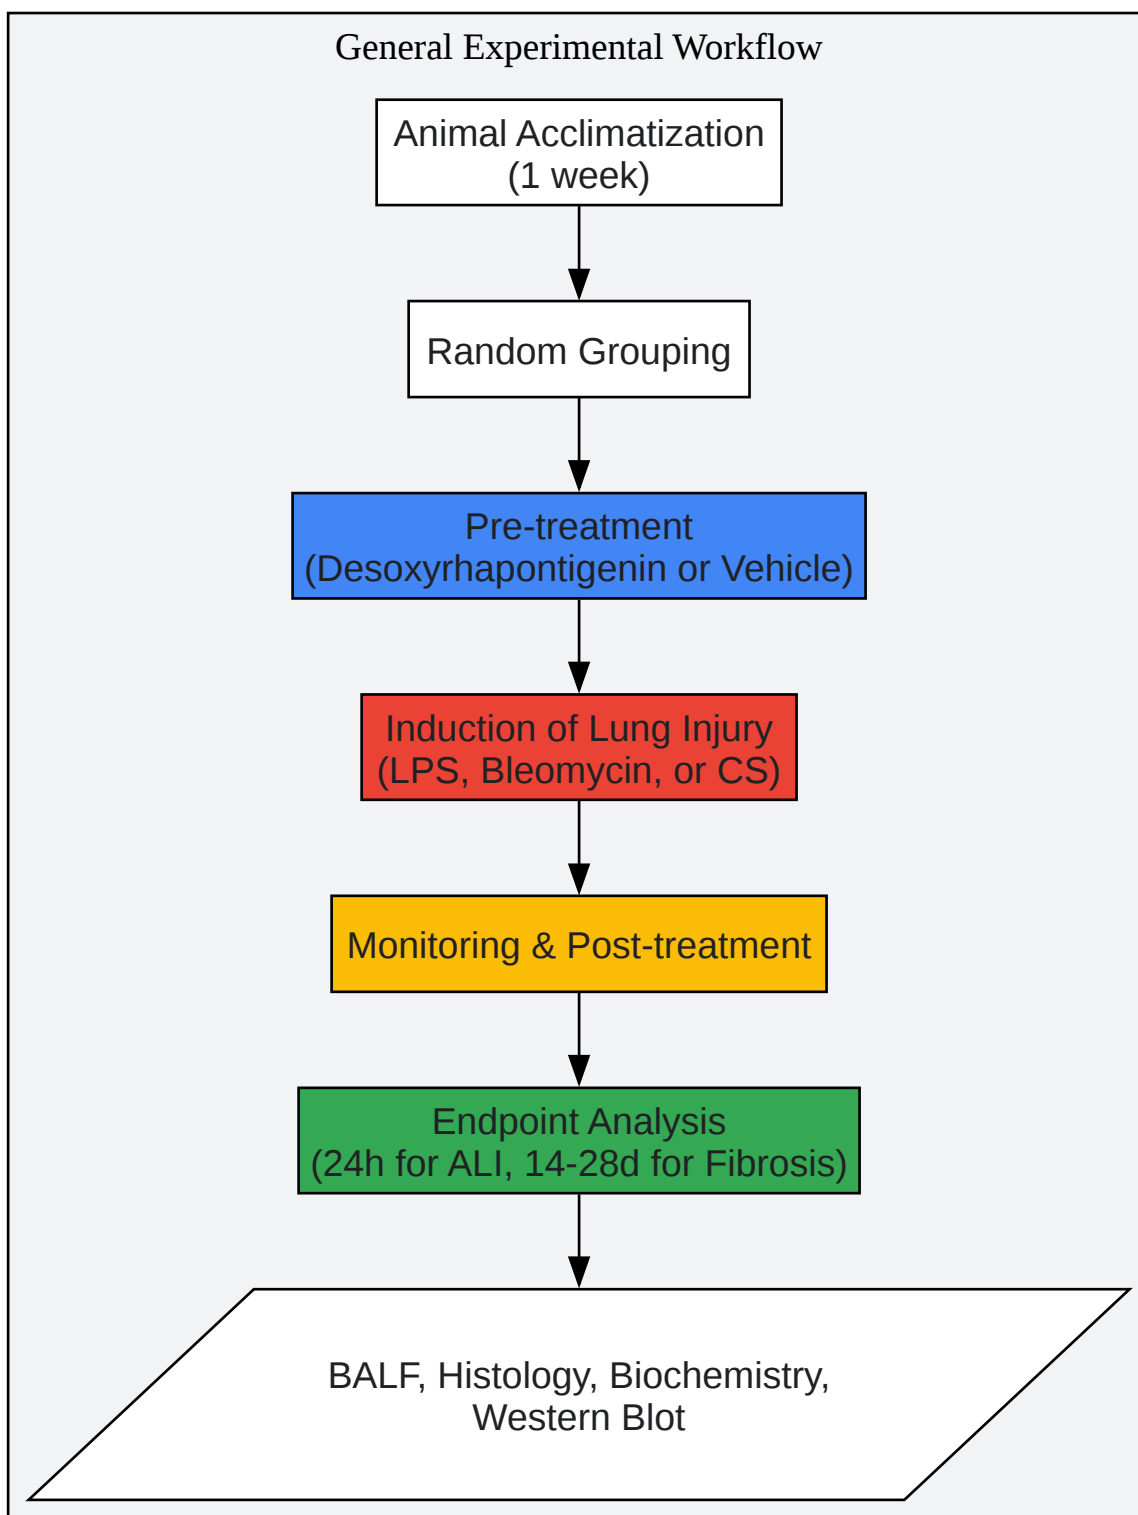 General Experimental Workflow
Animal Acclimatization
(1 week)
Random Grouping
Pre-treatment
(Desoxyrhapontigenin or Vehicle)
Induction of Lung Injury
(LPS, Bleomycin, or CS)
Monitoring & Post-treatment
Endpoint Analysis
(24h for ALI, 14-28d for Fibrosis)
BALF, Histology, Biochemistry,
Western Blot